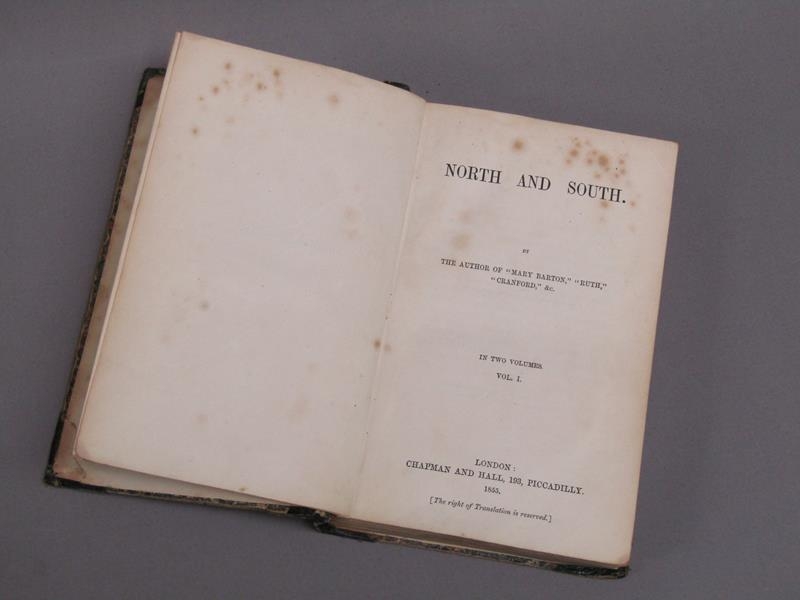 NORTH AND SOUTH.
BY
THE AUTHOR OF "MARY BARTON," "RUTH,"
"CRANFORD," &c.
IN TWO VOLUMES.
VOL. I.
LONDON:
CHAPMAN AND HALL, 193, PICCADILLY.
1855.
[The right of Translation is reserved.]